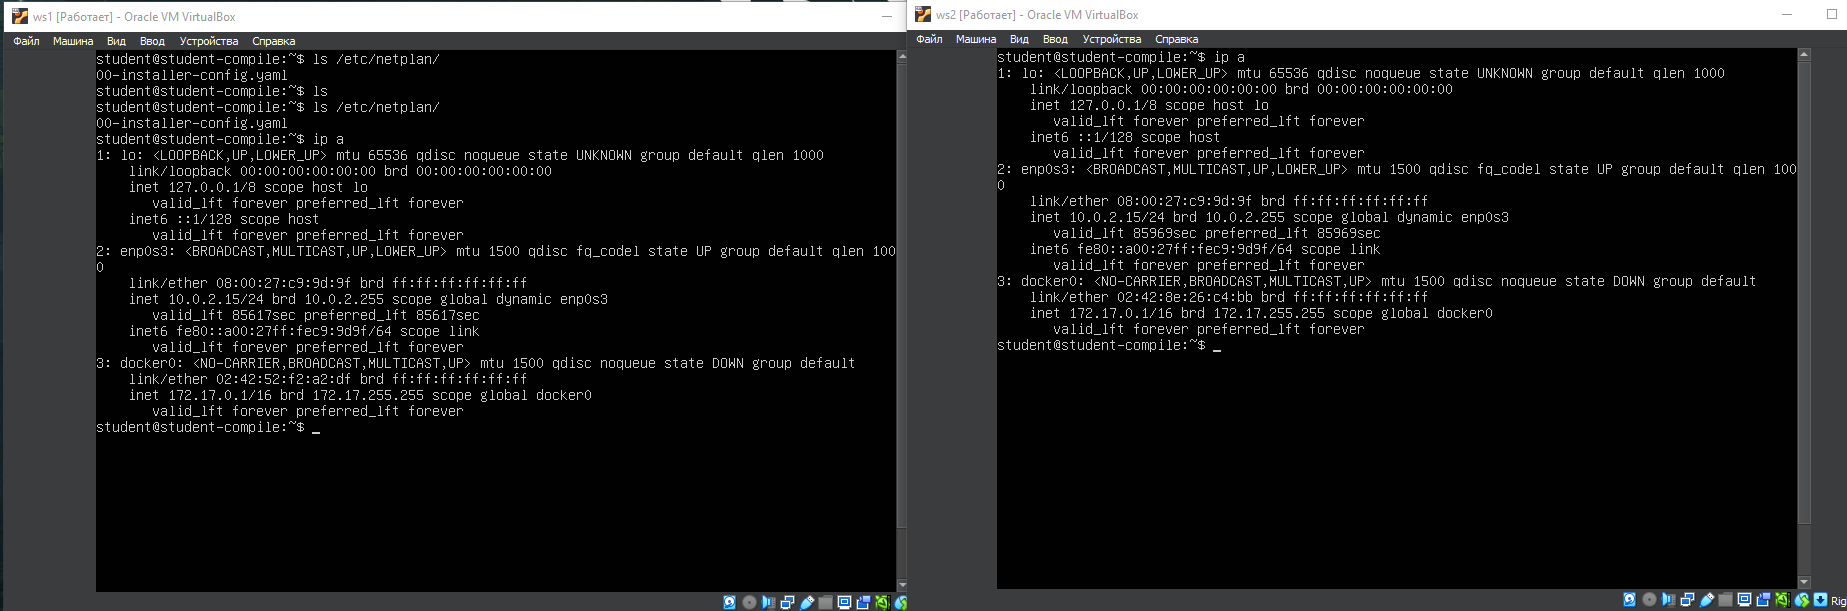 ws1 [Работает] - Oracle VM VirtualBox
Файл Машина Вид Ввод Устройства Справка
student@student-compile:~$ ls /etc/netplan/
00-installer-config.yaml
student@student-compile:~$ ls
student@student-compile:~$ ls /etc/netplan/
00-installer-config.yaml
student@student-compile:~$ ip a
1: lo: <LOOPBACK,UP,LOWER_UP> mtu 65536 qdisc noqueue state UNKNOWN group default qlen 1000
link/loopback 00:00:00:00:00:00 brd 00:00:00:00:00:00
inet 127.0.0.1/8 scope host lo
valid_lft forever preferred_lft forever
inet6 ::1/128 scope host
valid_lft forever preferred_lft forever
2: enp0s3: <BROADCAST,MULTICAST,UP,LOWER_UP> mtu 1500 qdisc fq_codel state UP group default qlen 100
0
link/ether 08:00:27:c9:9d:9f brd ff:ff:ff:ff:ff:ff
inet 10.0.2.15/24 brd 10.0.2.255 scope global dynamic enp0s3
valid_lft 85617sec preferred_lft 85617sec
inet6 fe80::a00:27ff:fec9:9d9f/64 scope link
valid_lft forever preferred_lft forever
3: docker0: <NO-CARRIER,BROADCAST,MULTICAST,UP> mtu 1500 qdisc noqueue state DOWN group default
link/ether 02:42:52:f2:a2:df brd ff:ff:ff:ff:ff:ff
inet 172.17.0.1/16 brd 172.17.255.255 scope global docker0
valid_lft forever preferred_lft forever
student@student-compile:~$ _
ws2 [Работает] - Oracle VM VirtualBox
Файл Машина Вид Ввод Устройства Справка
student@student-compile:~$ ip a
1: lo: <LOOPBACK,UP,LOWER_UP> mtu 65536 qdisc noqueue state UNKNOWN group default qlen 1000
link/loopback 00:00:00:00:00:00 brd 00:00:00:00:00:00
inet 127.0.0.1/8 scope host lo
valid_lft forever preferred_lft forever
inet6 ::1/128 scope host
valid_lft forever preferred_lft forever
2: enp0s3: <BROADCAST,MULTICAST,UP,LOWER_UP> mtu 1500 qdisc fq_codel state UP group default qlen 100
0
link/ether 08:00:27:c9:9d:9f brd ff:ff:ff:ff:ff:ff
inet 10.0.2.15/24 brd 10.0.2.255 scope global dynamic enp0s3
valid_lft 85969sec preferred_lft 85969sec
inet6 fe80::a00:27ff:fec9:9d9f/64 scope link
valid_lft forever preferred_lft forever
3: docker0: <NO-CARRIER,BROADCAST,MULTICAST,UP> mtu 1500 qdisc noqueue state DOWN group default
link/ether 02:42:8e:26:c4:bb brd ff:ff:ff:ff:ff:ff
inet 172.17.0.1/16 brd 172.17.255.255 scope global docker0
valid_lft forever preferred_lft forever
student@student-compile:~$ _
Rig